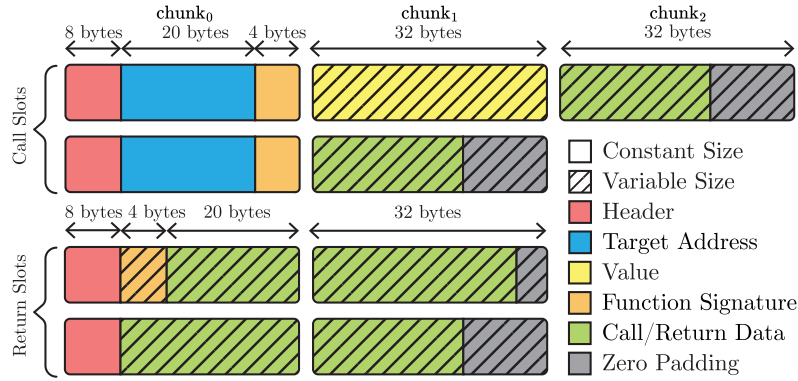 chunk₀ chunk₁ chunk₂
8 bytes 20 bytes 4 bytes 32 bytes 32 bytes
Call Slots
8 bytes 4 bytes 20 bytes 32 bytes
Return Slots
Constant Size
Variable Size
Header
Target Address
Value
Function Signature
Call/Return Data
Zero Padding